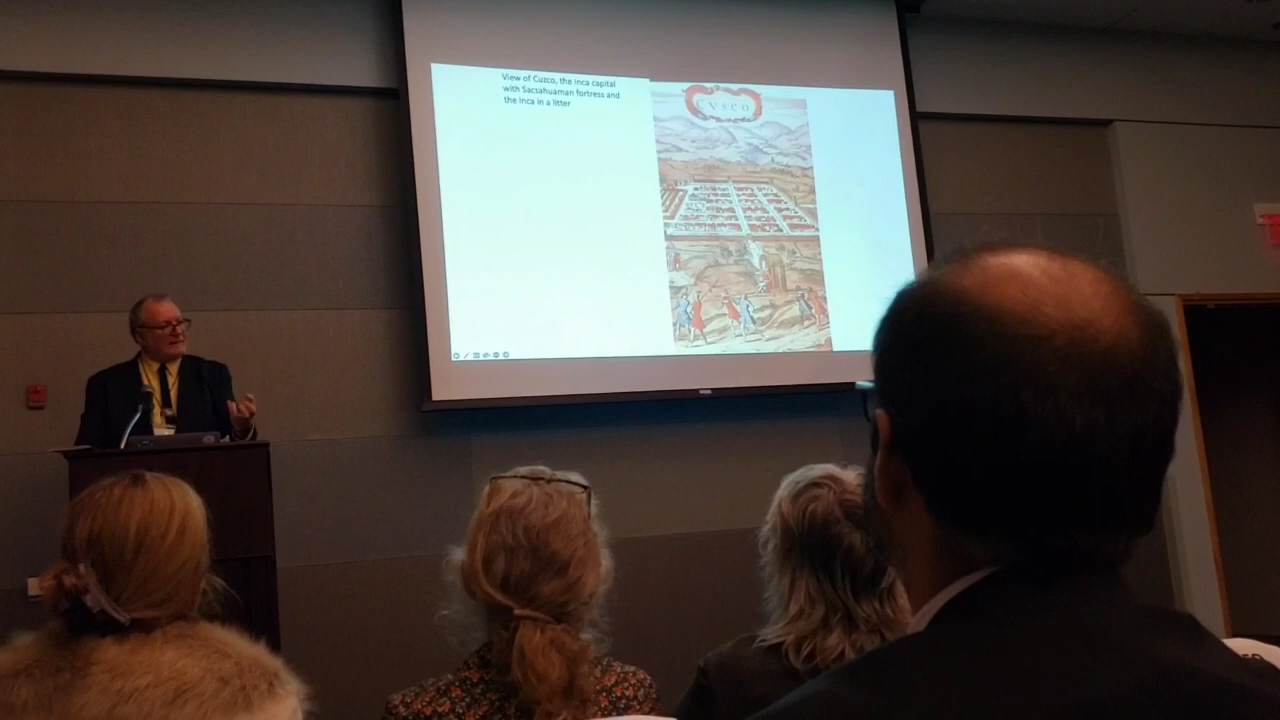 View of Cuzco, the Inca capital
with Sacsahuaman fortress and
the Inca in a litter
CVSCO